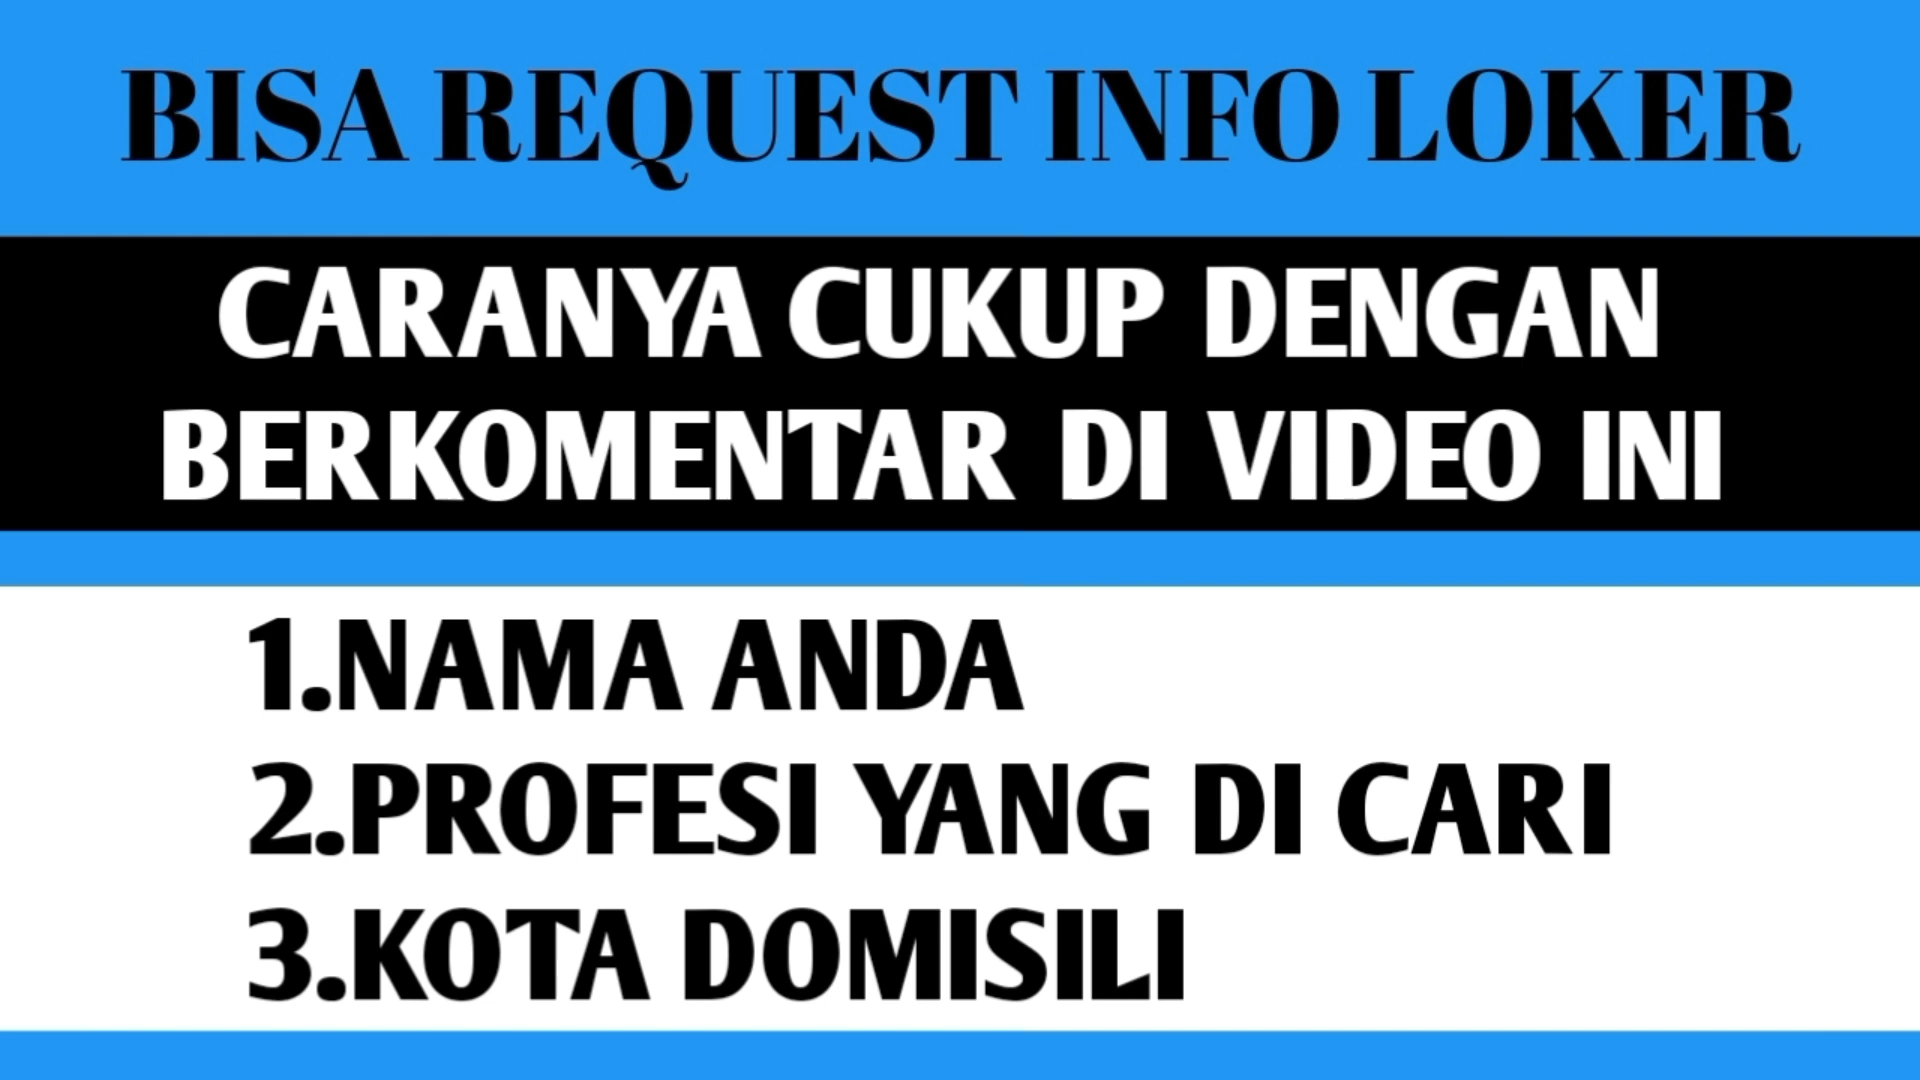 BISA REQUEST INFO LOKER
CARANYA CUKUP DENGAN
BERKOMENTAR DI VIDEO INI
1.NAMA ANDA
2.PROFESI YANG DI CARI
3.KOTA DOMISILI